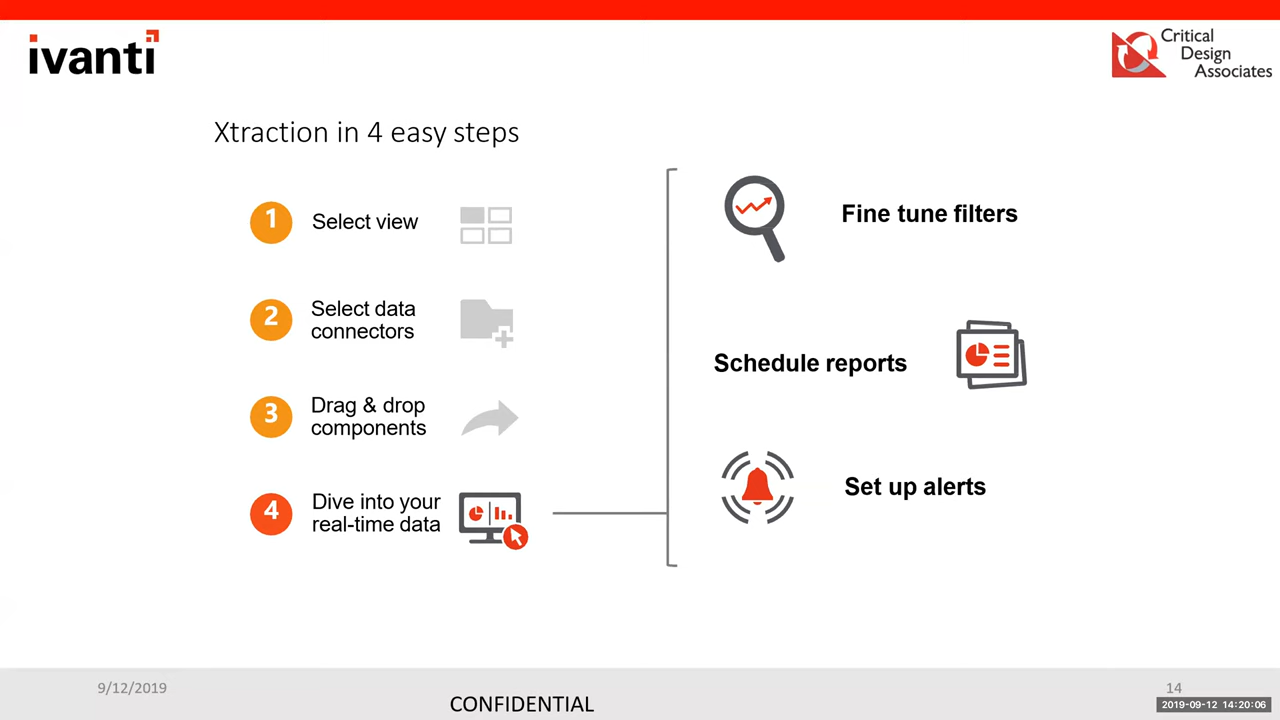 ivanti
Critical
Design
Associates
Xtraction in 4 easy steps
1
Select view
2
Select data
connectors
3
Drag & drop
components
4
Dive into your
real-time data
Fine tune filters
Schedule reports
Set up alerts
9/12/2019
CONFIDENTIAL
14
2019-09-12 14:20:06